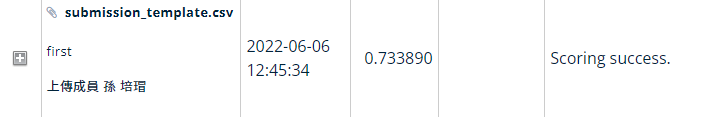 submission_template.csv
first
上傳成員 孫 培瑠
2022-06-06
12:45:34
0.733890
Scoring success.